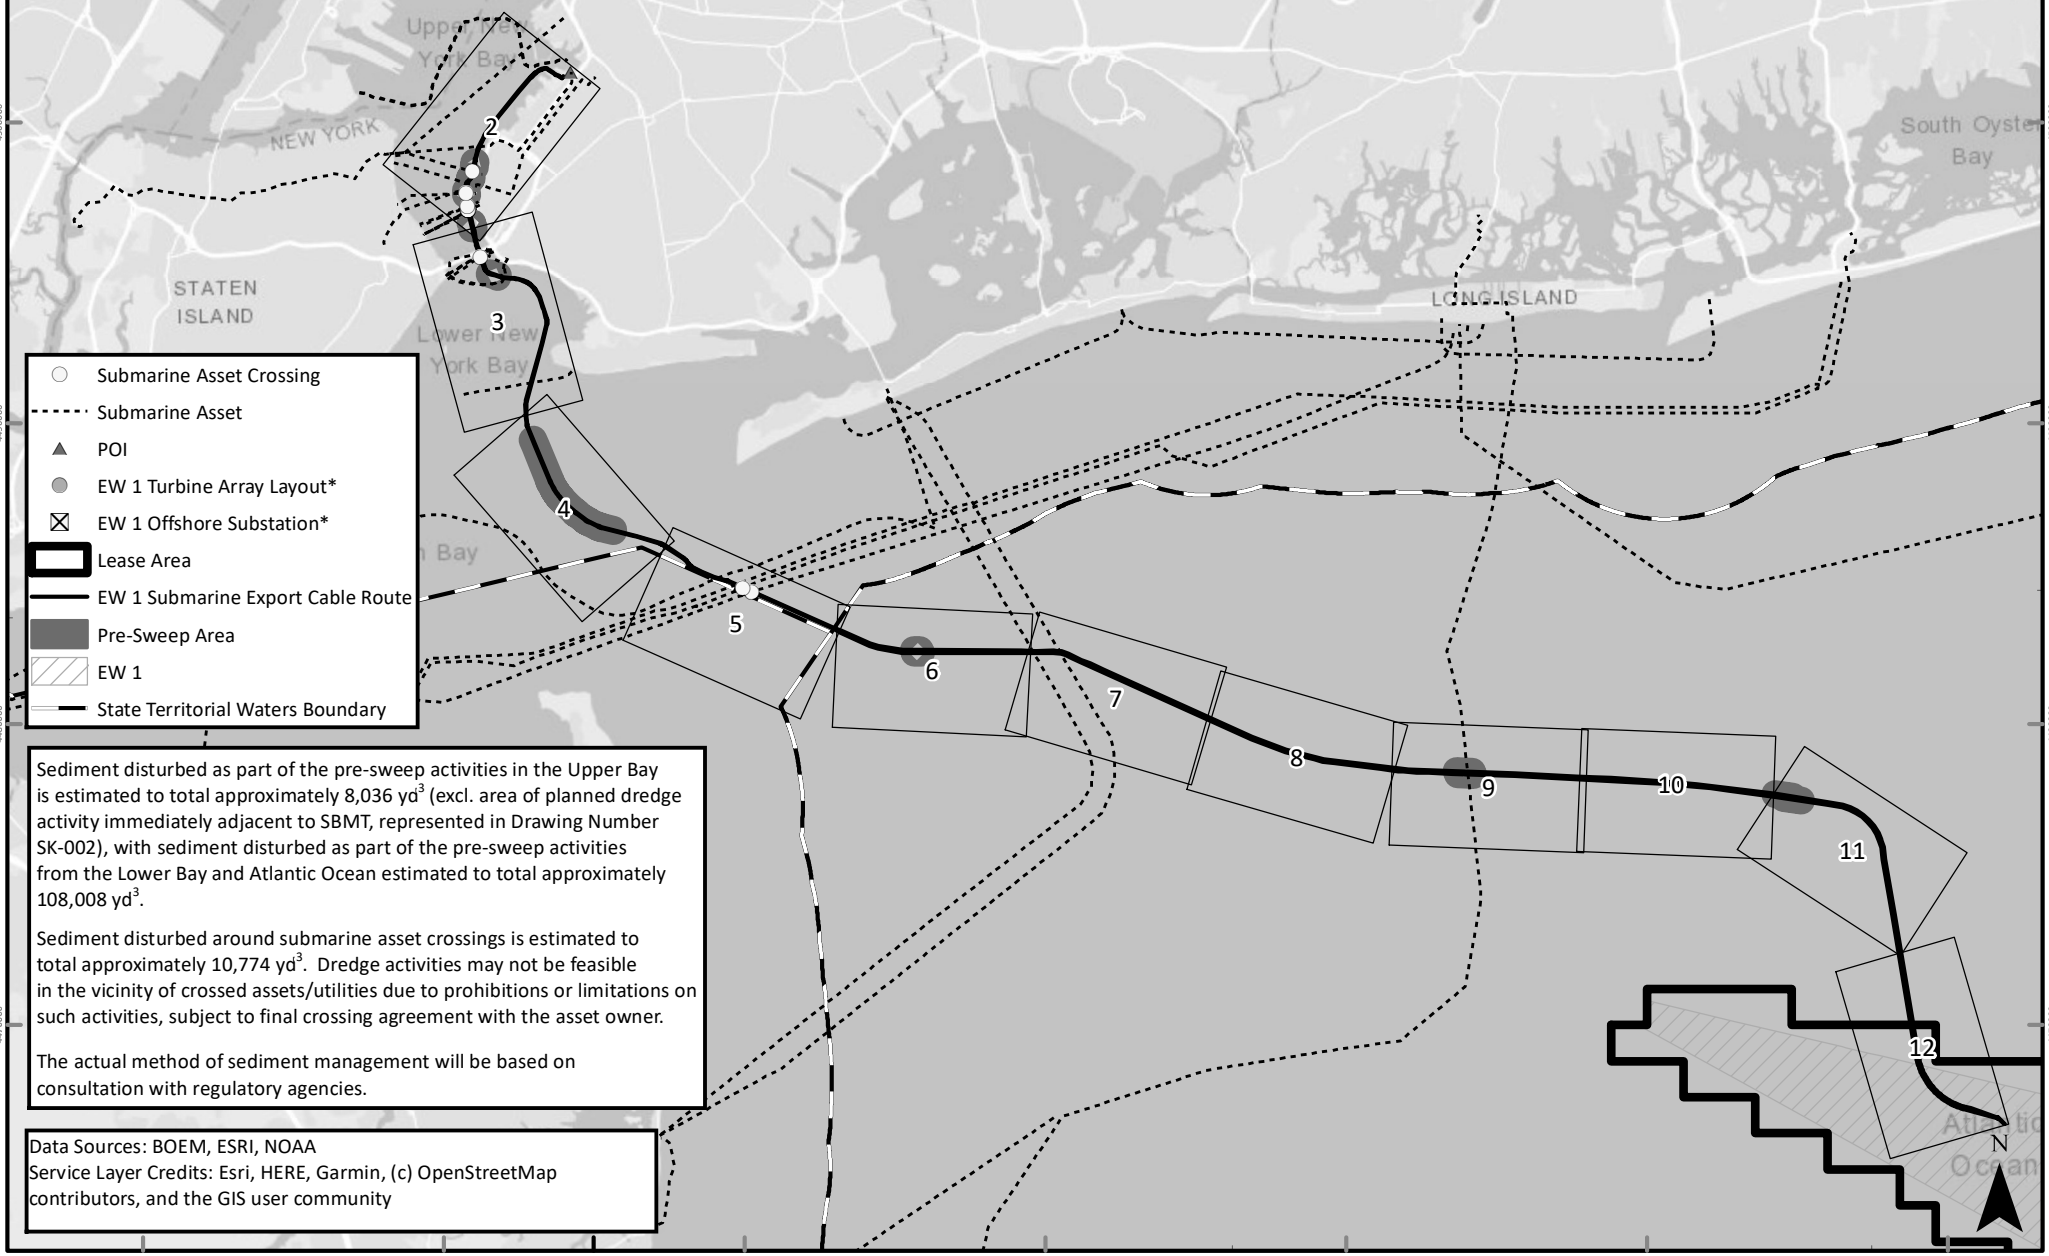 Upper New
York Bay
2
NEW YORK
South Oyster
Bay
STATEN
ISLAND
LONG ISLAND
3
Lower New
York Bay
Submarine Asset Crossing
Submarine Asset
POI
EW 1 Turbine Array Layout*
EW 1 Offshore Substation*
Lease Area
EW 1 Submarine Export Cable Route
Pre-Sweep Area
EW 1
State Territorial Waters Boundary
4
Bay
5
6
7
8
9
10
11
12
Sediment disturbed as part of the pre-sweep activities in the Upper Bay
is estimated to total approximately 8,036 yd³ (excl. area of planned dredge
activity immediately adjacent to SBMT, represented in Drawing Number
SK-002), with sediment disturbed as part of the pre-sweep activities
from the Lower Bay and Atlantic Ocean estimated to total approximately
108,008 yd³.
Sediment disturbed around submarine asset crossings is estimated to
total approximately 10,774 yd³. Dredge activities may not be feasible
in the vicinity of crossed assets/utilities due to prohibitions or limitations on
such activities, subject to final crossing agreement with the asset owner.
The actual method of sediment management will be based on
consultation with regulatory agencies.
Data Sources: BOEM, ESRI, NOAA
Service Layer Credits: Esri, HERE, Garmin, (c) OpenStreetMap
contributors, and the GIS user community
Atlantic
Ocean
N